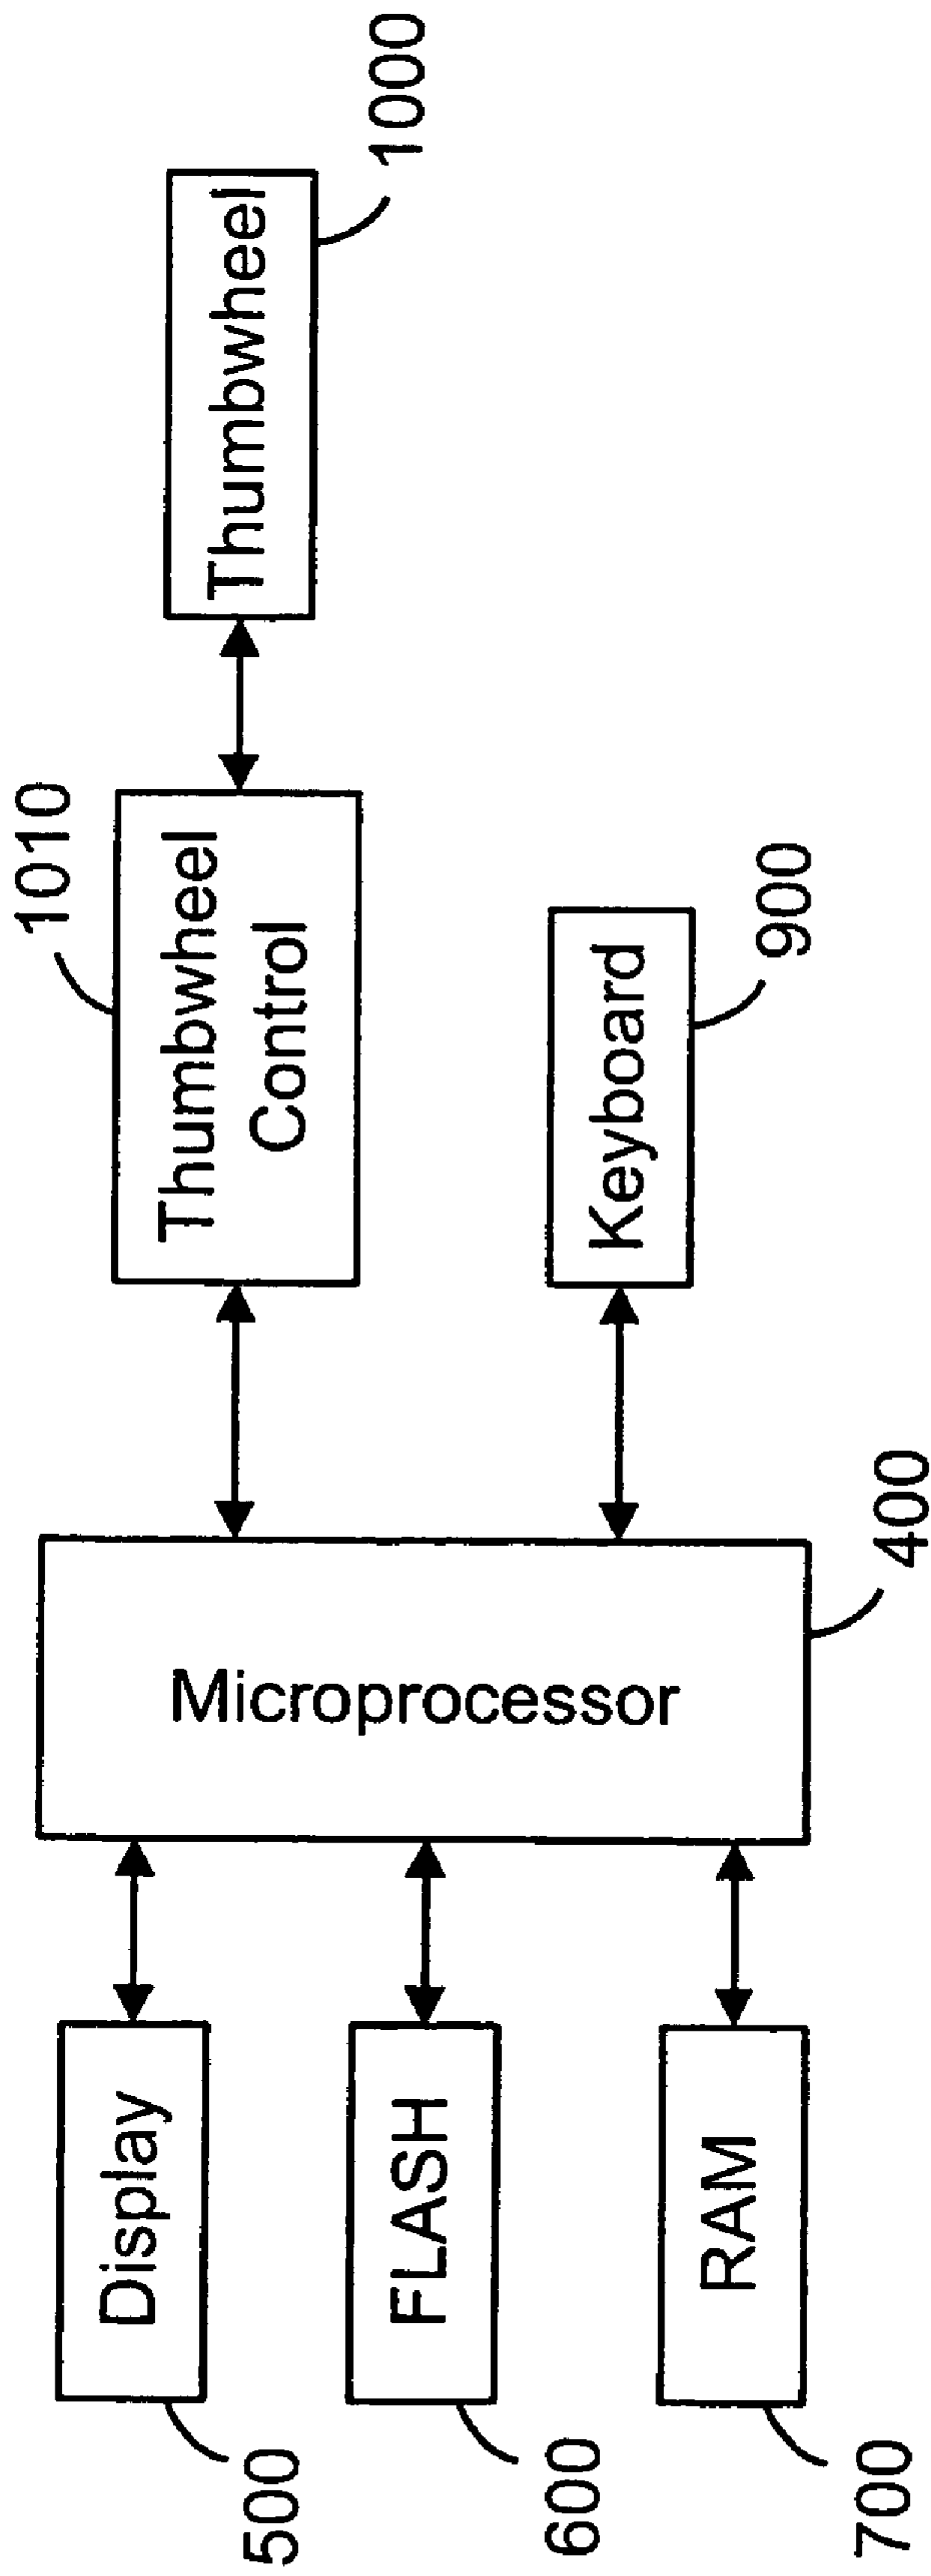 500
Display
600
FLASH
700
RAM
Microprocessor
400
1010
Thumbwheel
Control
Keyboard
900
Thumbwheel
1000